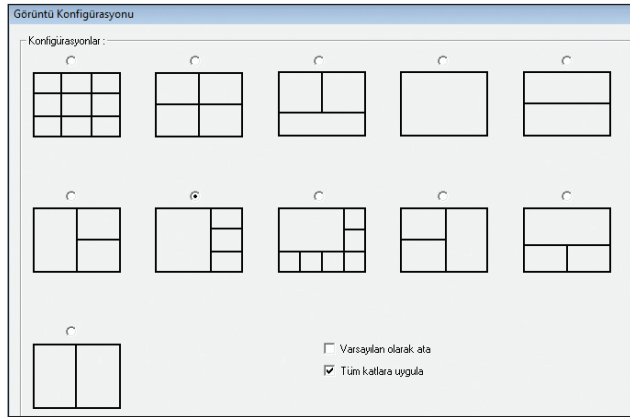 Görüntü Konfigürasyonu
Konfigürasyonlar :
Varsayılan olarak ata
Tüm katlara uygula